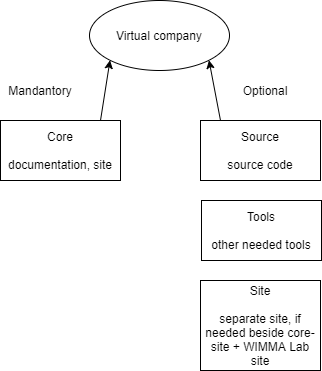 Virtual company
Mandantory
Optional
Core
documentation, site
Source
source code
Tools
other needed tools
Site
separate site, if
needed beside core-
site + WIMMA Lab
site